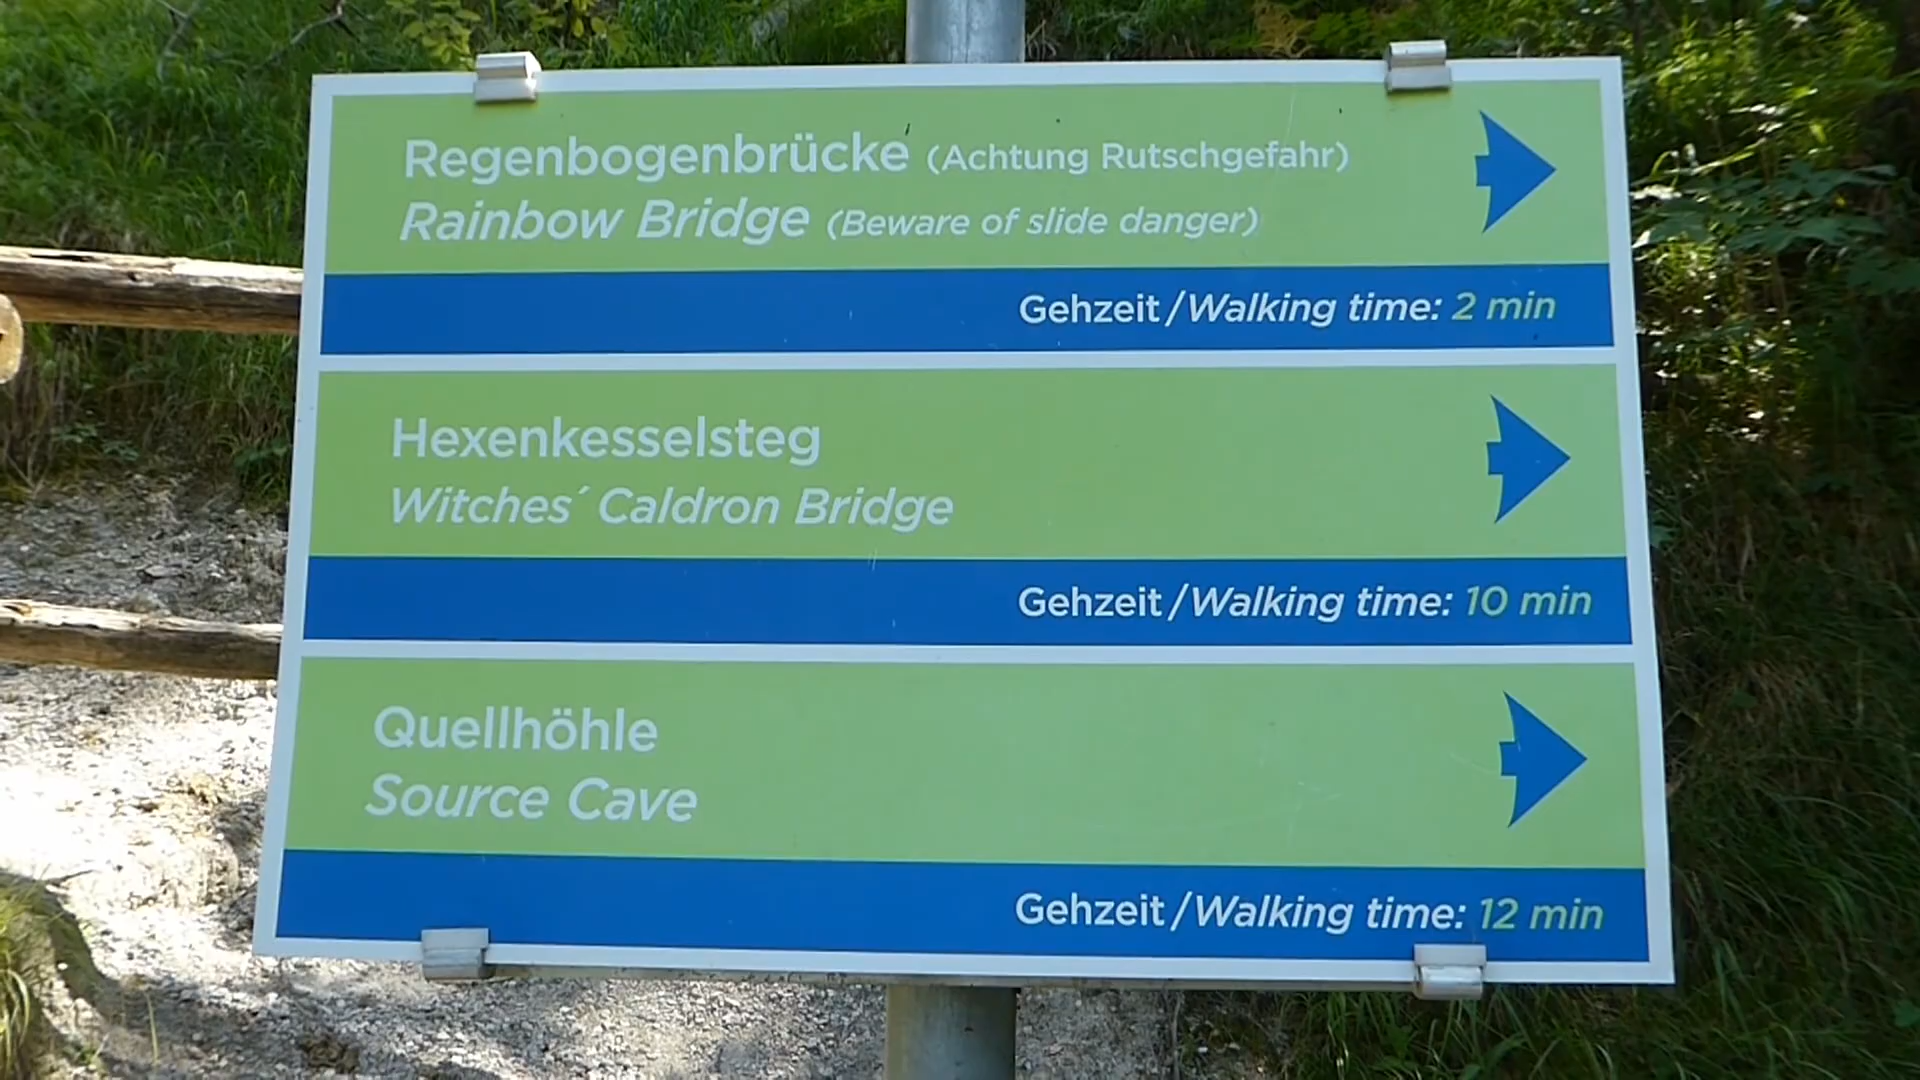 Regenbogenbrücke (Achtung Rutschgefahr)
Rainbow Bridge (Beware of slide danger)
Gehzeit/Walking time: 2 min
Hexenkesselsteg
Witches´ Caldron Bridge
Gehzeit/Walking time: 10 min
Quellhöhle
Source Cave
Gehzeit/Walking time: 12 min